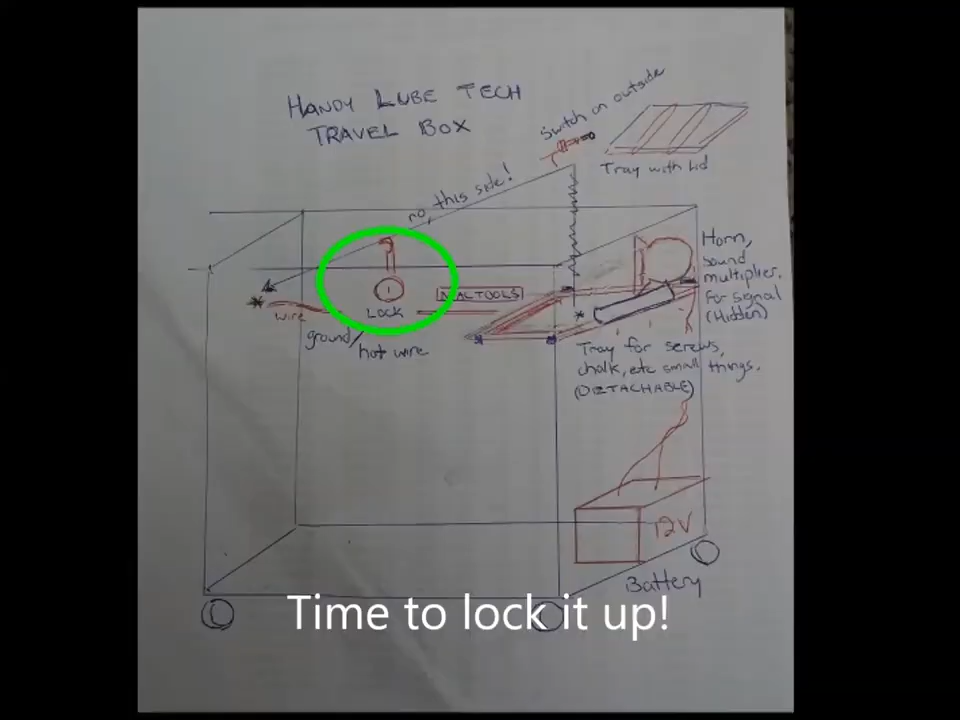 HANDY LUBE TECH
TRAVEL BOX
Switch on outside
Tray with lid
no, this side!
Horn,
sound
multiplier.
For signal
(Hidden)
TOOLS
wire
LOCK
ground/
hot wire
Tray for screws,
chalk, etc small things.
(DETACHABLE)
12V
Battery
Time to lock it up!